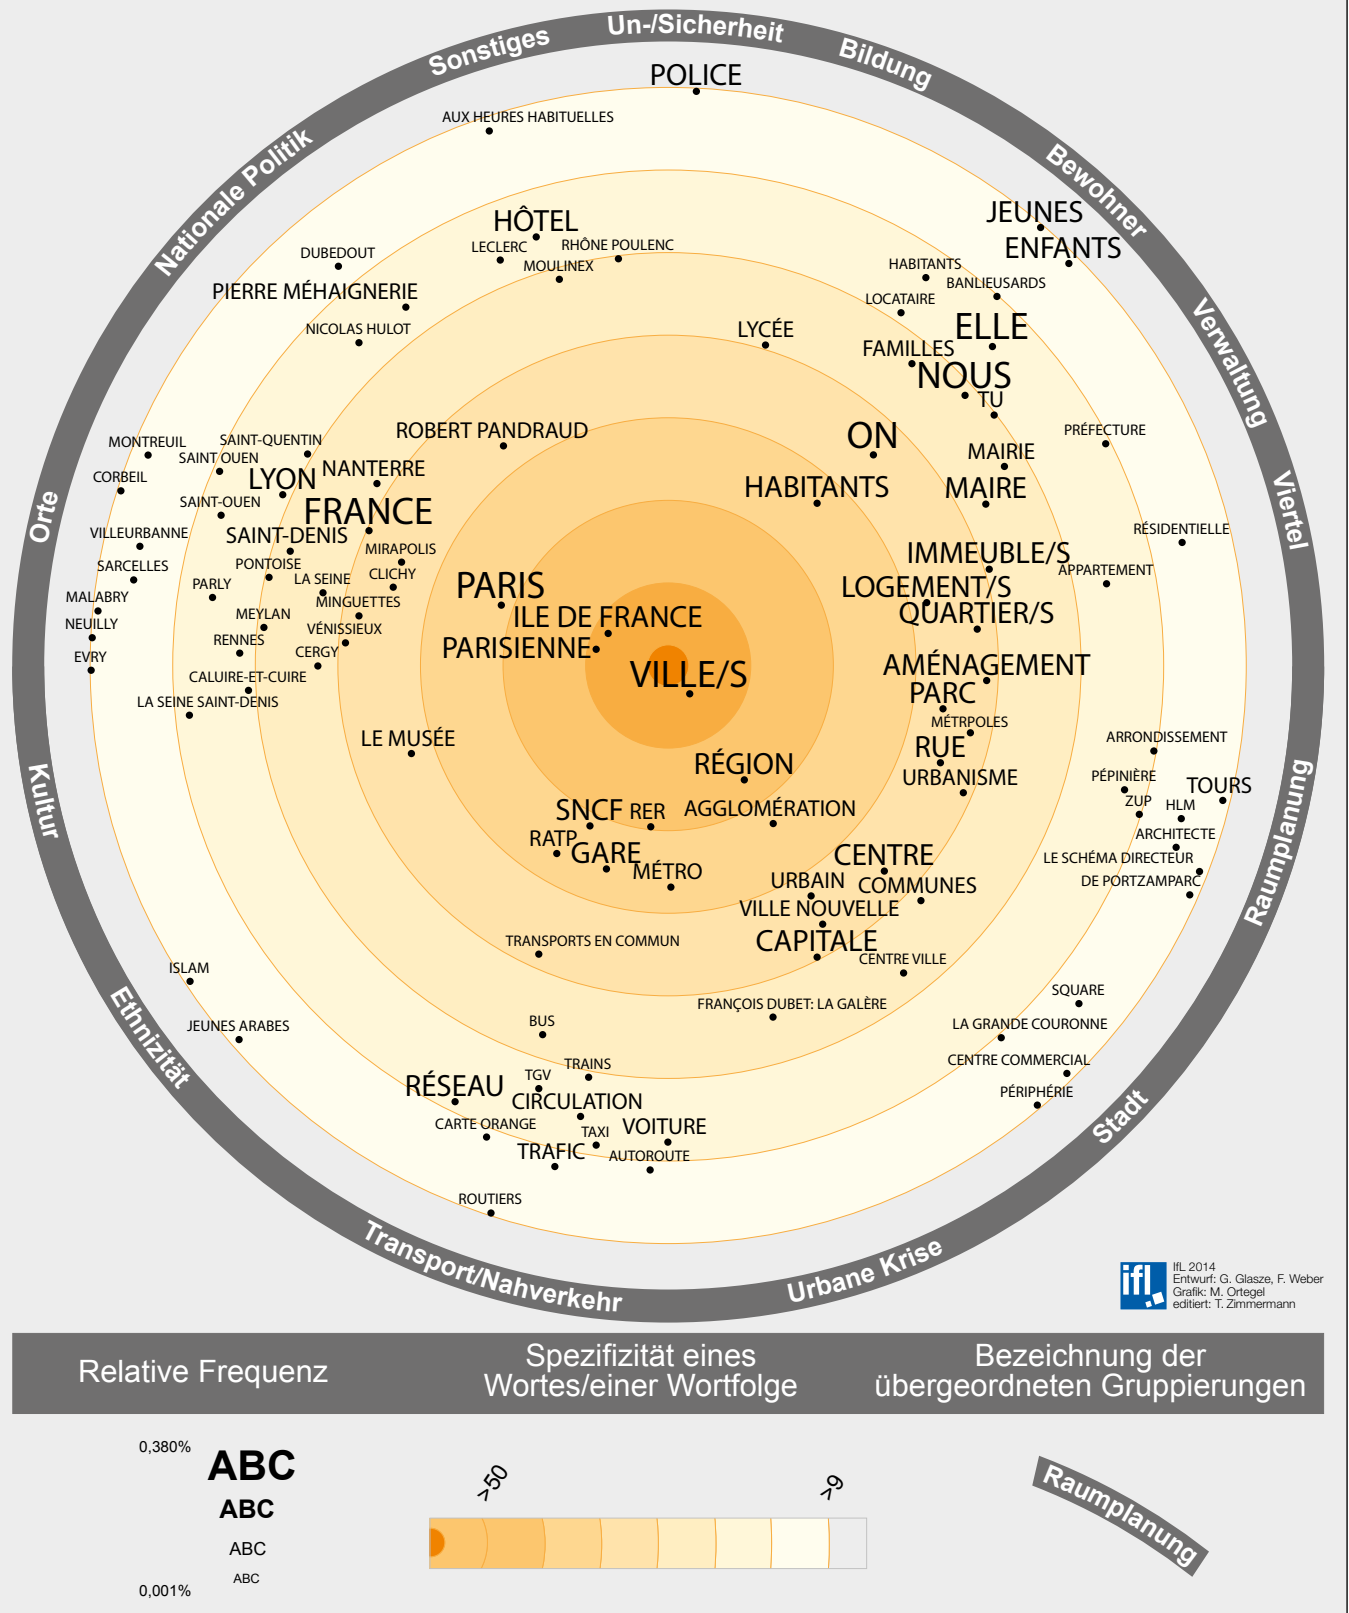 Un-/Sicherheit
Sonstiges
Bildung
POLICE
AUX HEURES HABITUELLES
Nationale Politik
Bewohner
JEUNES
HÔTEL
ENFANTS
LECLERC
RHÔNE POULENC
DUBEDOUT
MOULINEX
HABITANTS
BANLIEUSARDS
PIERRE MÉHAIGNERIE
LOCATAIRE
NICOLAS HULOT
LYCÉE
ELLE
Verwaltung
FAMILLES
NOUS
TU
ROBERT PANDRAUD
ON
PRÉFECTURE
MONTREUIL
SAINT-QUENTIN
SAINT OUEN
MAIRIE
CORBEIL
LYON
NANTERRE
HABITANTS
MAIRE
SAINT-OUEN
FRANCE
Viertel
Orte
VILLEURBANNE
SAINT-DENIS
RÉSIDENTIELLE
MIRAPOLIS
IMMEUBLE/S
SARCELLES
PONTOISE
CLICHY
APPARTEMENT
PARLY
LA SEINE
PARIS
LOGEMENT/S
MALABRY
MINGUETTES
MEYLAN
ILE DE FRANCE
QUARTIER/S
NEUILLY
VÉNISSIEUX
RENNES
PARISIENNE
EVRY
CERGY
AMÉNAGEMENT
CALUIRE-ET-CUIRE
VILLE/S
PARC
LA SEINE SAINT-DENIS
MÉTRPOLES
LE MUSÉE
RUE
ARRONDISSEMENT
RÉGION
URBANISME
PÉPINIÈRE
TOURS
Kultur
SNCF
RER
AGGLOMÉRATION
ZUP
HLM
RATP
ARCHITECTE
GARE
CENTRE
LE SCHÉMA DIRECTEUR
MÉTRO
URBAIN
COMMUNES
DE PORTZAMPARC
Raumplanung
VILLE NOUVELLE
TRANSPORTS EN COMMUN
CAPITALE
CENTRE VILLE
ISLAM
SQUARE
FRANÇOIS DUBET: LA GALÈRE
JEUNES ARABES
BUS
LA GRANDE COURONNE
Ethnizität
TRAINS
CENTRE COMMERCIAL
TGV
RÉSEAU
PÉRIPHÉRIE
CIRCULATION
Stadt
CARTE ORANGE
TAXI
VOITURE
TRAFIC
AUTOROUTE
ROUTIERS
Transport/Nahverkehr
Urbane Krise
ifl
IfL 2014
Entwurf: G. Glasze, F. Weber
Grafik: M. Ortegel
editiert: T. Zimmermann
Relative Frequenz
Spezifizität eines
Wortes/einer Wortfolge
Bezeichnung der
übergeordneten Gruppierungen
0,380%
ABC
ABC
ABC
ABC
0,001%
>50
>9
Raumplanung